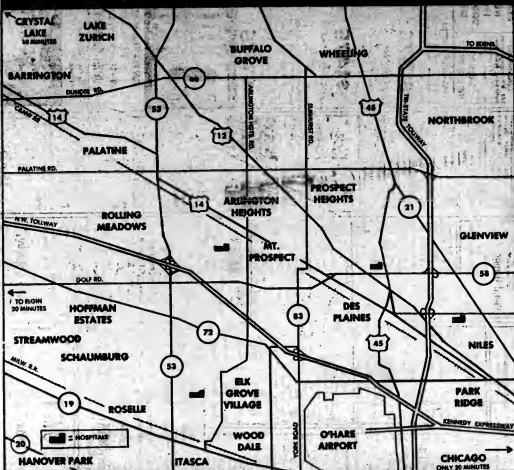 CRYSTAL
LAKE
10 MINUTES
LAKE
ZURICH
BUFFALO
GROVE
WHEELING
TO EDENS
BARRINGTON
DUNDEE RD.
68
53
14
12
ARLINGTON HGTS. RD.
ELMHURST RD.
45
TRI-STATE
TOLLWAY
NORTHBROOK
PALATINE
PALATINE RD.
PROSPECT
HEIGHTS
14
ARLINGTON
HEIGHTS
21
ROLLING
MEADOWS
N.W. TOLLWAY
MT.
PROSPECT
GLENVIEW
GOLF RD.
58
TO ELGIN
20 MINUTES
HOFFMAN
ESTATES
DES
PLAINES
83
72
45
STREAMWOOD
SCHAUMBURG
NILES
MILW. R.R.
53
ELK
GROVE
VILLAGE
PARK
RIDGE
19
ROSELLE
YORK ROAD
KENNEDY EXPRESSWAY
= HOSPITALS
WOOD
DALE
O'HARE
AIRPORT
20
HANOVER PARK
ITASCA
CHICAGO
ONLY 20 MINUTES